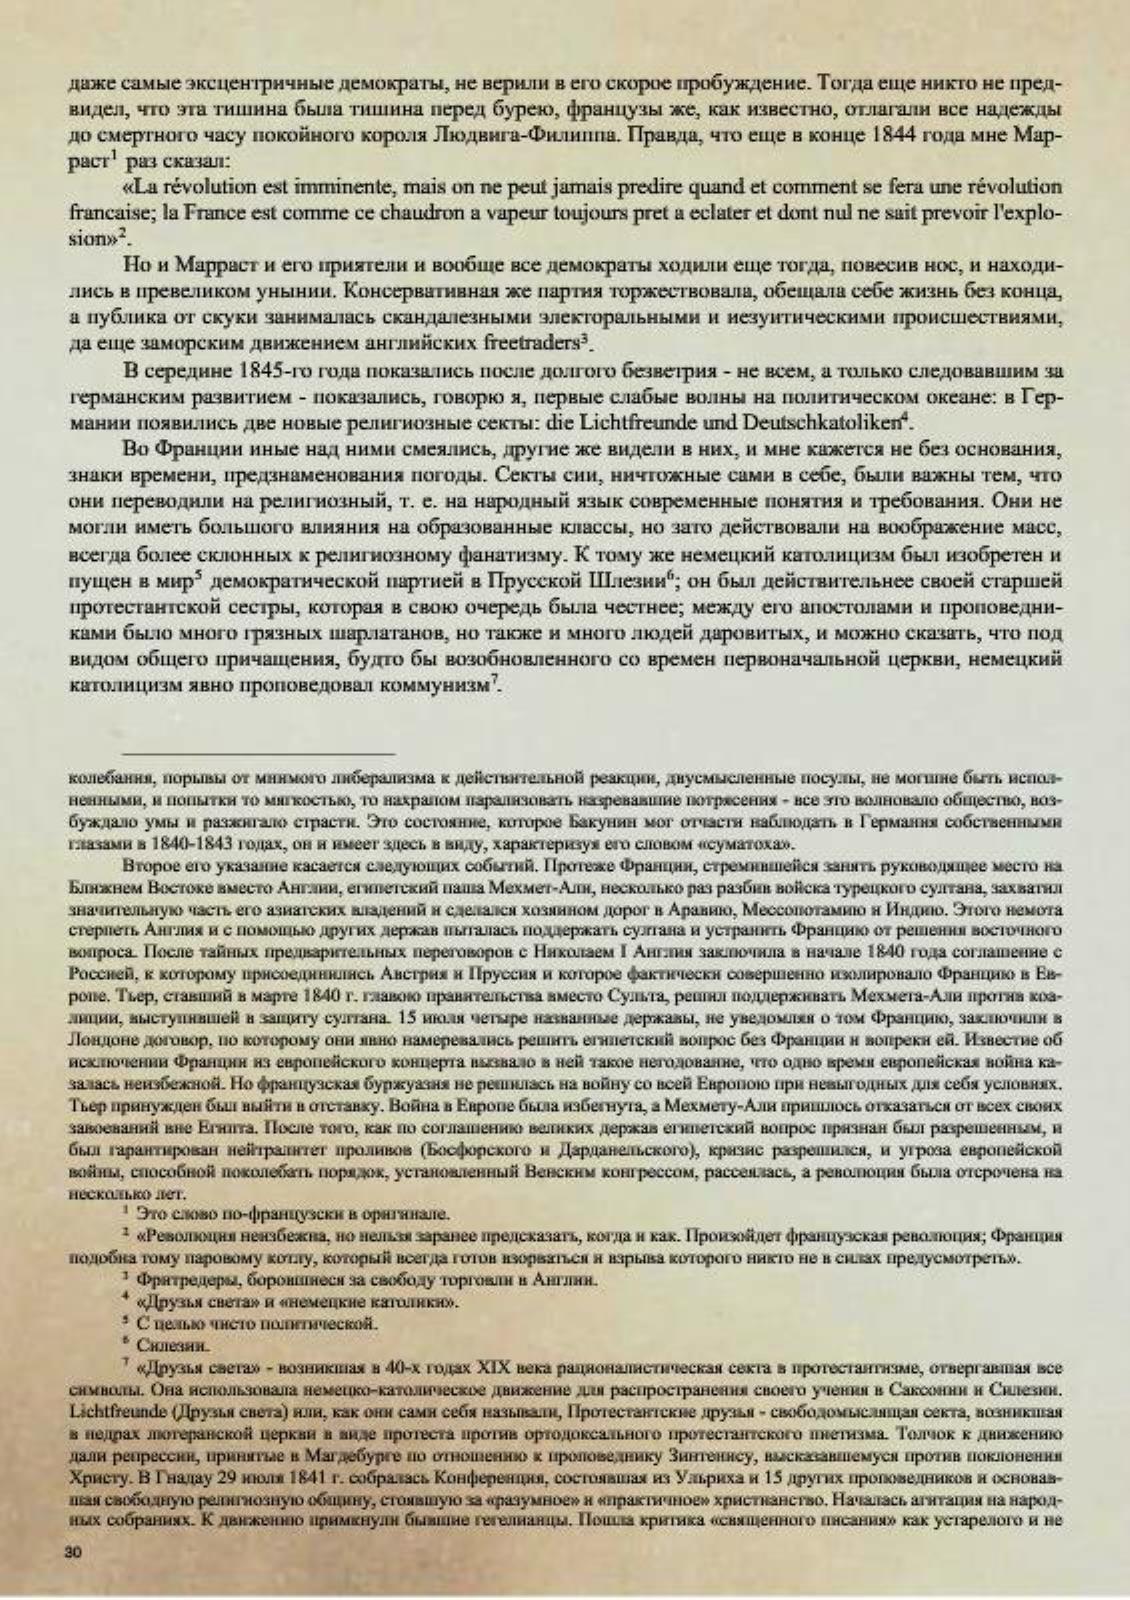 даже самые эксцентричные демократы, не верили в его скорое пробуждение. Тогда еще никто не пред-
видел, что эта тишина была тишина перед бурею, французы же, как известно, отлагали все надежды
до смертного часу покойного короля Людвига-Филиппа. Правда, что еще в конце 1844 года мне Мар-
раст¹ раз сказал:
«La révolution est imminente, mais on ne peut jamais predire quand et comment se fera une révolution
francaise; la France est comme ce chaudron a vapeur toujours pret a eclater et dont nul ne sait prevoir l'explo-
sion»².
Но и Марраст и его приятели и вообще все демократы ходили еще тогда, повесив нос, и находи-
лись в превеликом унынии. Консервативная же партия торжествовала, обещала себе жизнь без конца,
а публика от скуки занималась скандалезными электоральными и иезуитическими происшествиями,
да еще заморским движением английских freetraders³.
В середине 1845-го года показались после долгого безветрия - не всем, а только следовавшим за
германским развитием - показались, говорю я, первые слабые волны на политическом океане: в Гер-
мании появились две новые религиозные секты: die Lichtfreunde und Deutschkatoliken⁴.
Во Франции иные над ними смеялись, другие же видели в них, и мне кажется не без основания,
знаки времени, предзнаменования погоды. Секты сии, ничтожные сами в себе, были важны тем, что
они переводили на религиозный, т. е. на народный язык современные понятия и требования. Они не
могли иметь большого влияния на образованные классы, но зато действовали на воображение масс,
всегда более склонных к религиозному фанатизму. К тому же немецкий католицизм был изобретен и
пущен в мир⁵ демократической партией в Прусской Шлезии⁶; он был действительнее своей старшей
протестантской сестры, которая в свою очередь была честнее; между его апостолами и проповедни-
ками было много грязных шарлатанов, но также и много людей даровитых, и можно сказать, что под
видом общего причащения, будто бы возобновленного со времен первоначальной церкви, немецкий
католицизм явно проповедовал коммунизм⁷.
колебания, порывы от мнимого либерализма к действительной реакции, двусмысленные посулы, не могшие быть испол-
ненными, и попытки то мягкостью, то нахрапом парализовать назревавшие потрясения - все это волновало общество, воз-
буждало умы и разжигало страсти. Это состояние, которое Бакунин мог отчасти наблюдать в Германия собственными
глазами в 1840-1843 годах, он и имеет здесь в виду, характеризуя его словом «суматоха».
Второе его указание касается следующих событий. Протеже Франции, стремившейся занять руководящее место на
Ближнем Востоке вместо Англии, египетский паша Мехмет-Али, несколько раз разбив войска турецкого султана, захватил
значительную часть его азиатских владений и сделался хозяином дорог в Аравию, Мессопотамию и Индию. Этого немота
стерпеть Англия и с помощью других держав пыталась поддержать султана и устранить Францию от решения восточного
вопроса. После тайных предварительных переговоров с Николаем I Англия заключила в начале 1840 года соглашение с
Россией, к которому присоединились Австрия и Пруссия и которое фактически совершенно изолировало Францию в Ев-
ропе. Тьер, ставший в марте 1840 г. главою правительства вместо Сульта, решил поддерживать Мехмета-Али против коа-
лиции, выступившей в защиту султана. 15 июля четыре названные державы, не уведомляя о том Францию, заключили в
Лондоне договор, по которому они явно намеревались решить египетский вопрос без Франции и вопреки ей. Известие об
исключении Франции из европейского концерта вызвало в ней такое негодование, что одно время европейская война ка-
залась неизбежной. Но французская буржуазия не решилась на войну со всей Европою при невыгодных для себя условиях.
Тьер принужден был выйти в отставку. Война в Европе была избегнута, а Мехмету-Али пришлось отказаться от всех своих
завоеваний вне Египта. После того, как по соглашению великих держав египетский вопрос признан был разрешенным, и
был гарантирован нейтралитет проливов (Босфорского и Дарданельского), кризис разрешился, и угроза европейской
войны, способной поколебать порядок, установленный Венским конгрессом, рассеялась, а революция была отсрочена на
несколько лет.
¹ Это слово по-французски в оригинале.
² «Революция неизбежна, но нельзя заранее предсказать, когда и как. Произойдет французская революция; Франция
подобна тому паровому котлу, который всегда готов взорваться и взрыва которого никто не в силах предусмотреть».
³ Фритредеры, боровшиеся за свободу торговли в Англии.
⁴ «Друзья света» и «немецкие католики».
⁵ С целью чисто политической.
⁶ Силезии.
⁷ «Друзья света» - возникшая в 40-х годах XIX века рационалистическая секта в протестантизме, отвергавшая все
символы. Она использовала немецко-католическое движение для распространения своего учения в Саксонии и Силезии.
Lichtfreunde (Друзья света) или, как они сами себя называли, Протестантские друзья - свободомыслящая секта, возникшая
в недрах лютеранской церкви в виде протеста против ортодоксального протестантского пиетизма. Толчок к движению
дали репрессии, принятые в Магдебурге по отношению к проповеднику Зинтенису, высказавшемуся против поклонения
Христу. В Гнадау 29 июля 1841 г. собралась Конференция, состоявшая из Ульриха и 15 других проповедников и основав-
шая свободную религиозную общину, стоявшую за «разумное» и «практичное» христианство. Началась агитация на народ-
ных собраниях. К движению примкнули бывшие гегелианцы. Пошла критика «священного писания» как устарелого и не
30